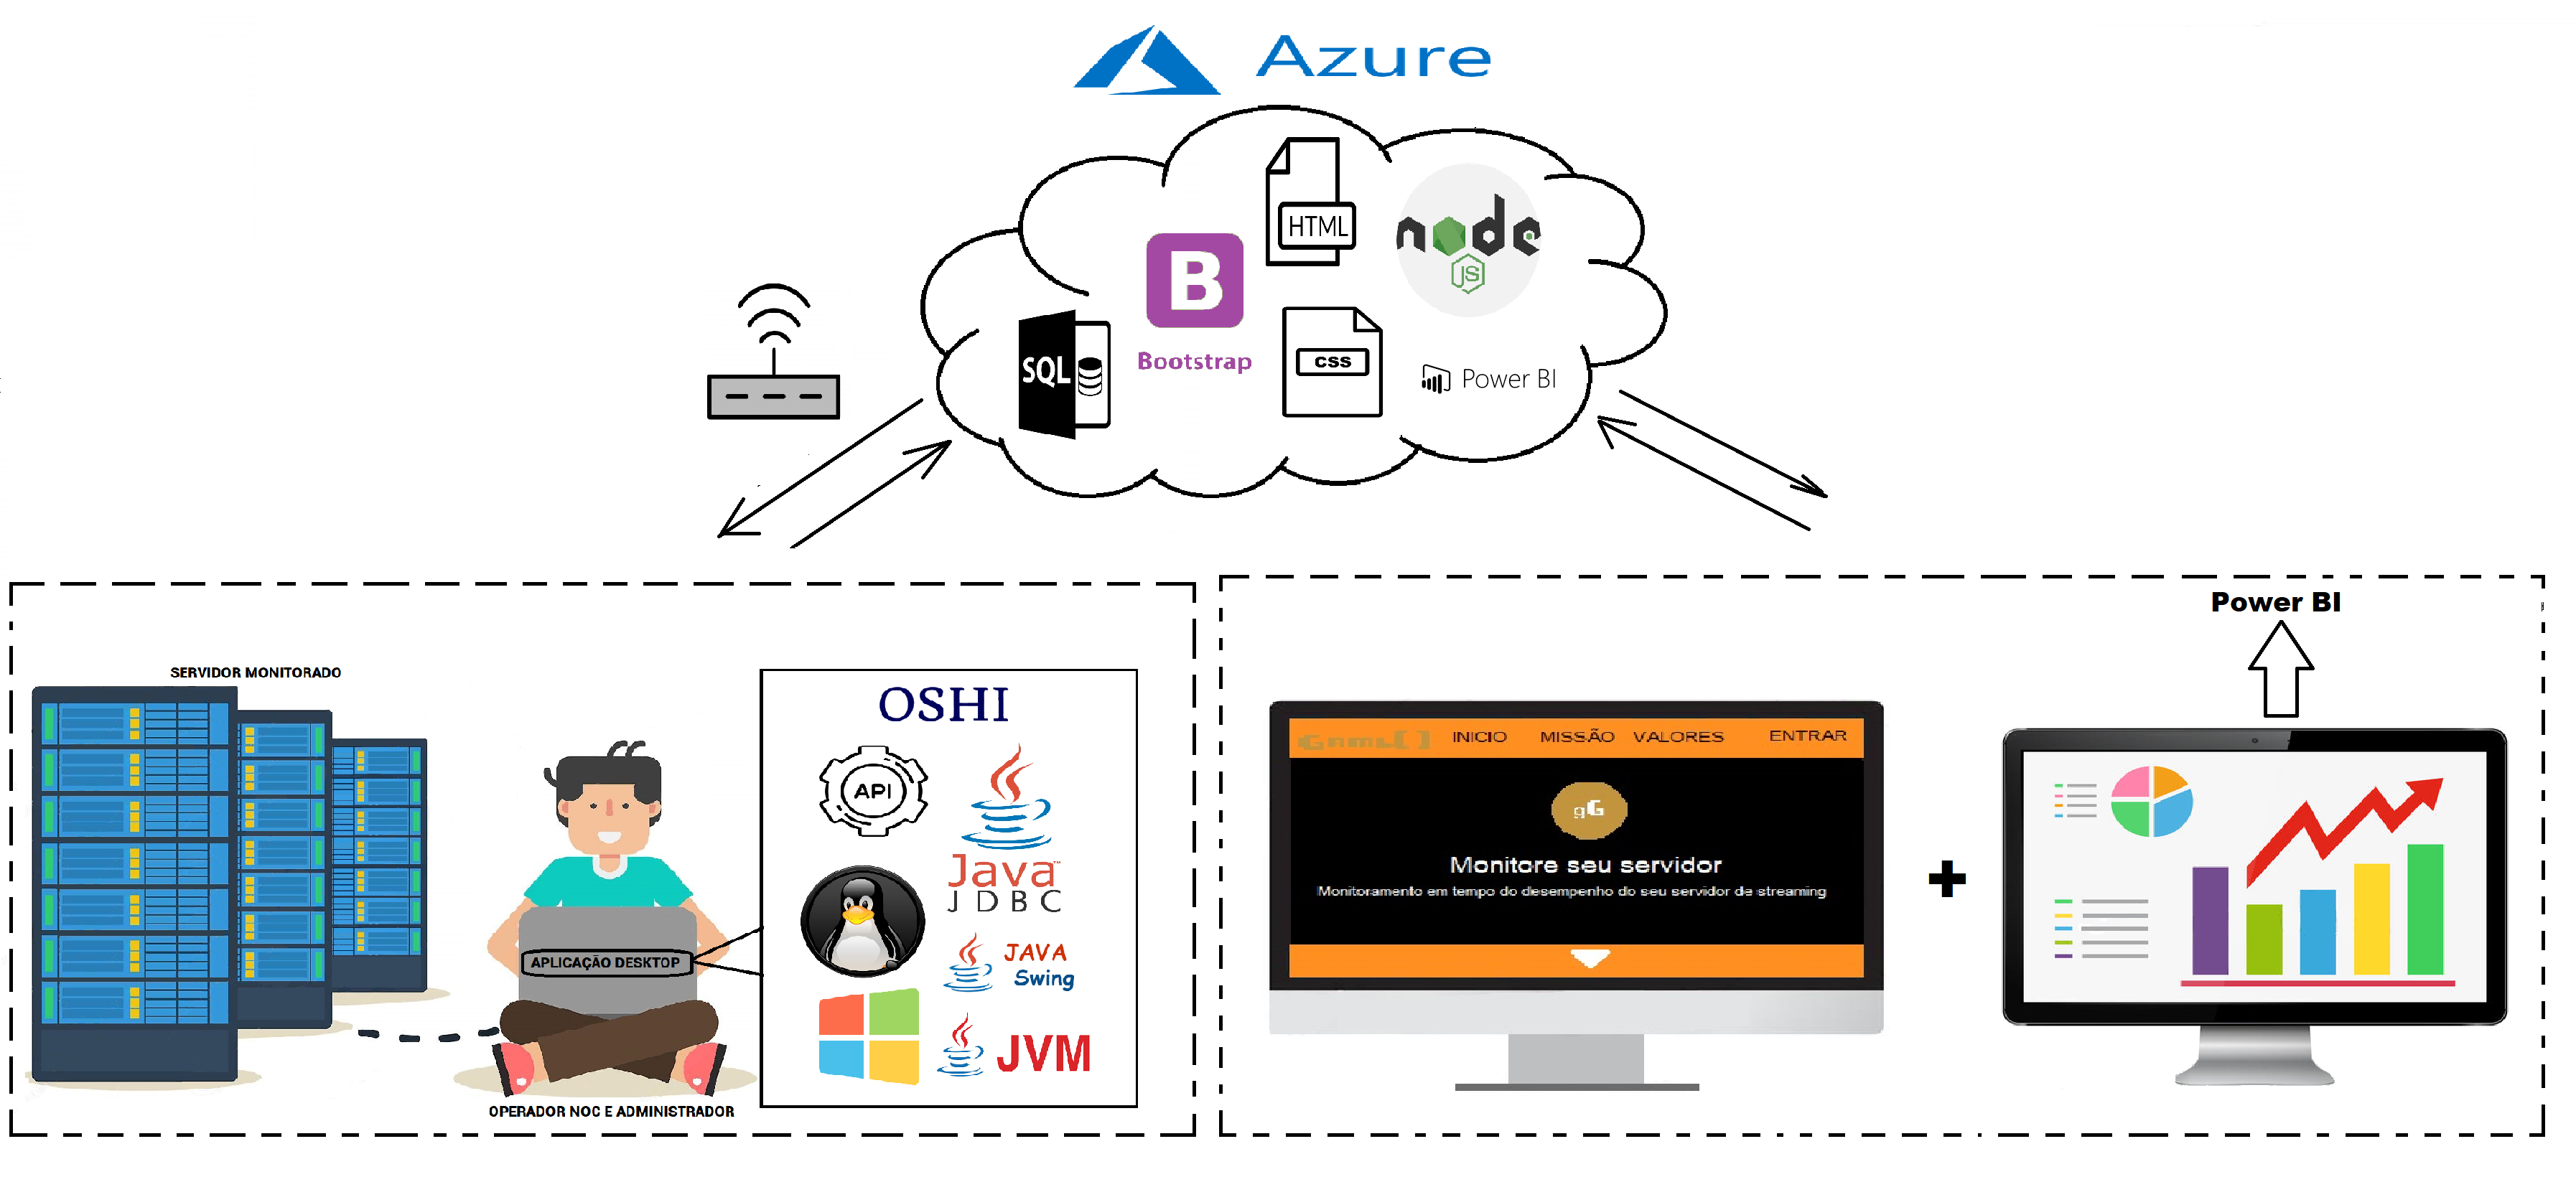 Azure
HTML
node
JS
B
Bootstrap
SQL
CSS
Power BI
Power BI
SERVIDOR MONITORADO
OSHI
API
Java™
JDBC
JAVA
Swing
JVM
APLICAÇÃO DESKTOP
OPERADOR NOC E ADMINISTRADOR
INICIO MISSÃO VALORES ENTRAR
gG
Monitore seu servidor
Monitoramento em tempo do desempenho do seu servidor de streaming
+